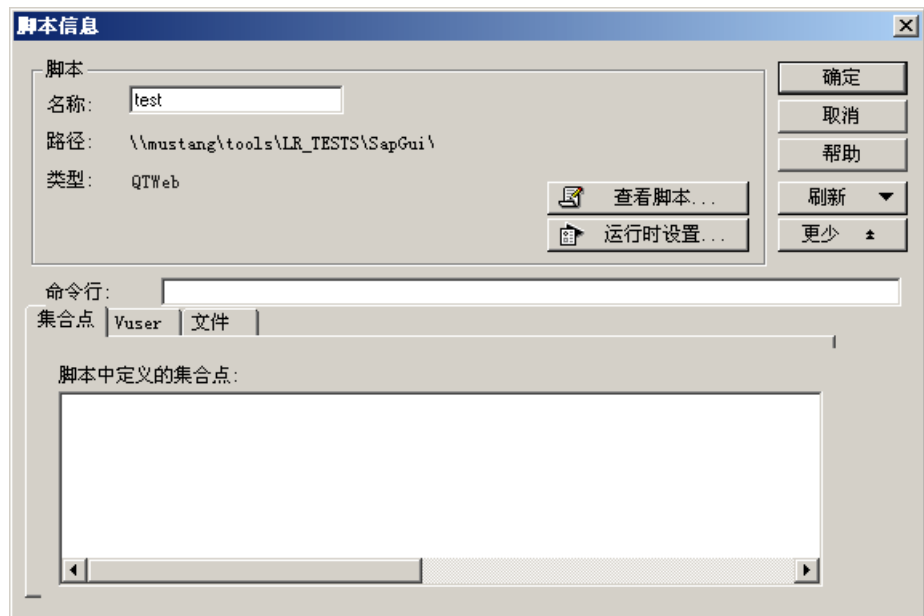 脚本信息
脚本
名称: test
路径: \\mustang\tools\LR_TESTS\SapGui\
类型: QTWeb
查看脚本...
运行时设置...
确定
取消
帮助
刷新
更少
命令行:
集合点 Vuser 文件
脚本中定义的集合点: